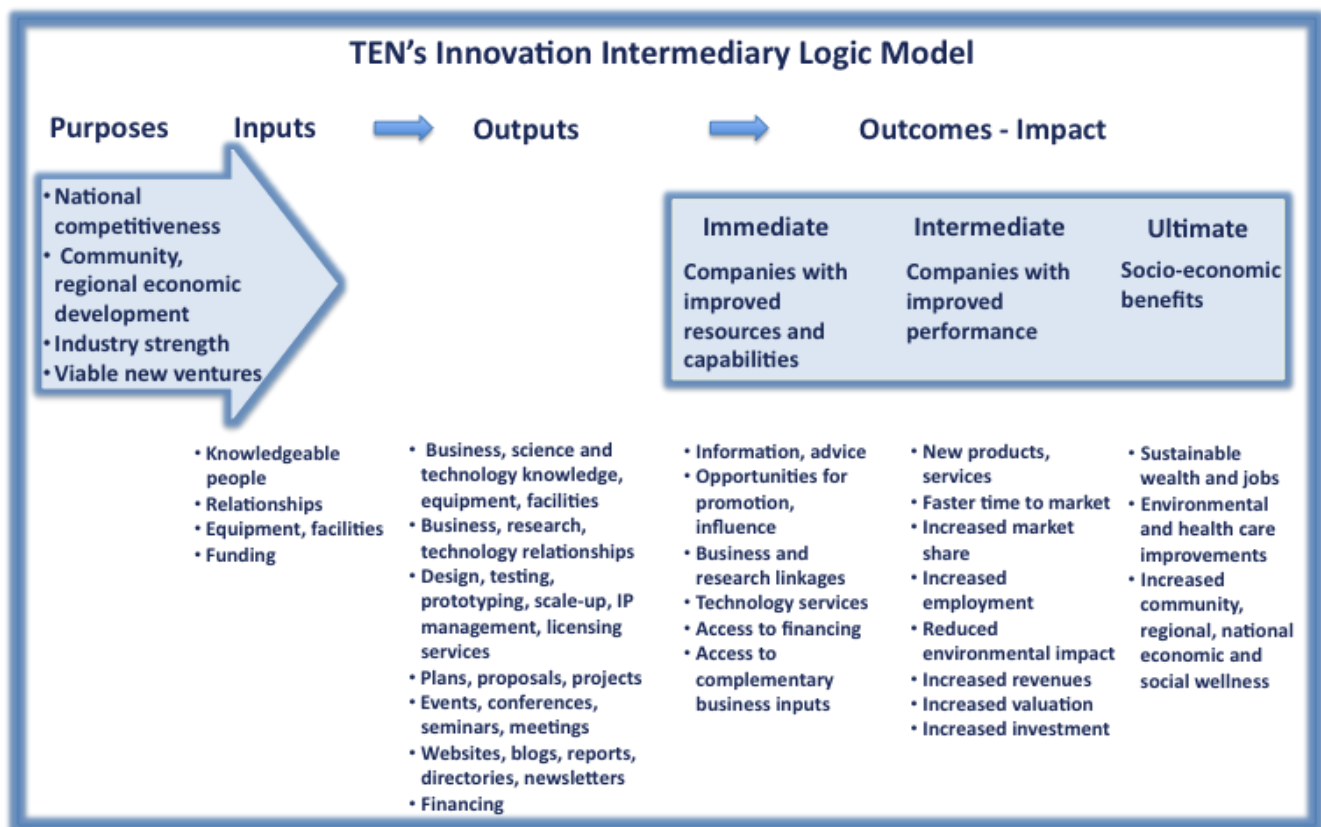 TEN's Innovation Intermediary Logic Model
Purposes
Inputs
Outputs
Outcomes - Impact
• National
competitiveness
• Community,
regional economic
development
• Industry strength
• Viable new ventures
Immediate
Companies with
improved
resources and
capabilities
Intermediate
Companies with
improved
performance
Ultimate
Socio-economic
benefits
• Knowledgeable
people
• Relationships
• Equipment, facilities
• Funding
• Business, science and
technology knowledge,
equipment, facilities
• Business, research,
technology relationships
• Design, testing,
prototyping, scale-up, IP
management, licensing
services
• Plans, proposals, projects
• Events, conferences,
seminars, meetings
• Websites, blogs, reports,
directories, newsletters
• Financing
• Information, advice
• Opportunities for
promotion,
influence
• Business and
research linkages
• Technology services
• Access to financing
• Access to
complementary
business inputs
• New products,
services
• Faster time to market
• Increased market
share
• Increased
employment
• Reduced
environmental impact
• Increased revenues
• Increased valuation
• Increased investment
• Sustainable
wealth and jobs
• Environmental
and health care
improvements
• Increased
community,
regional, national
economic and
social wellness